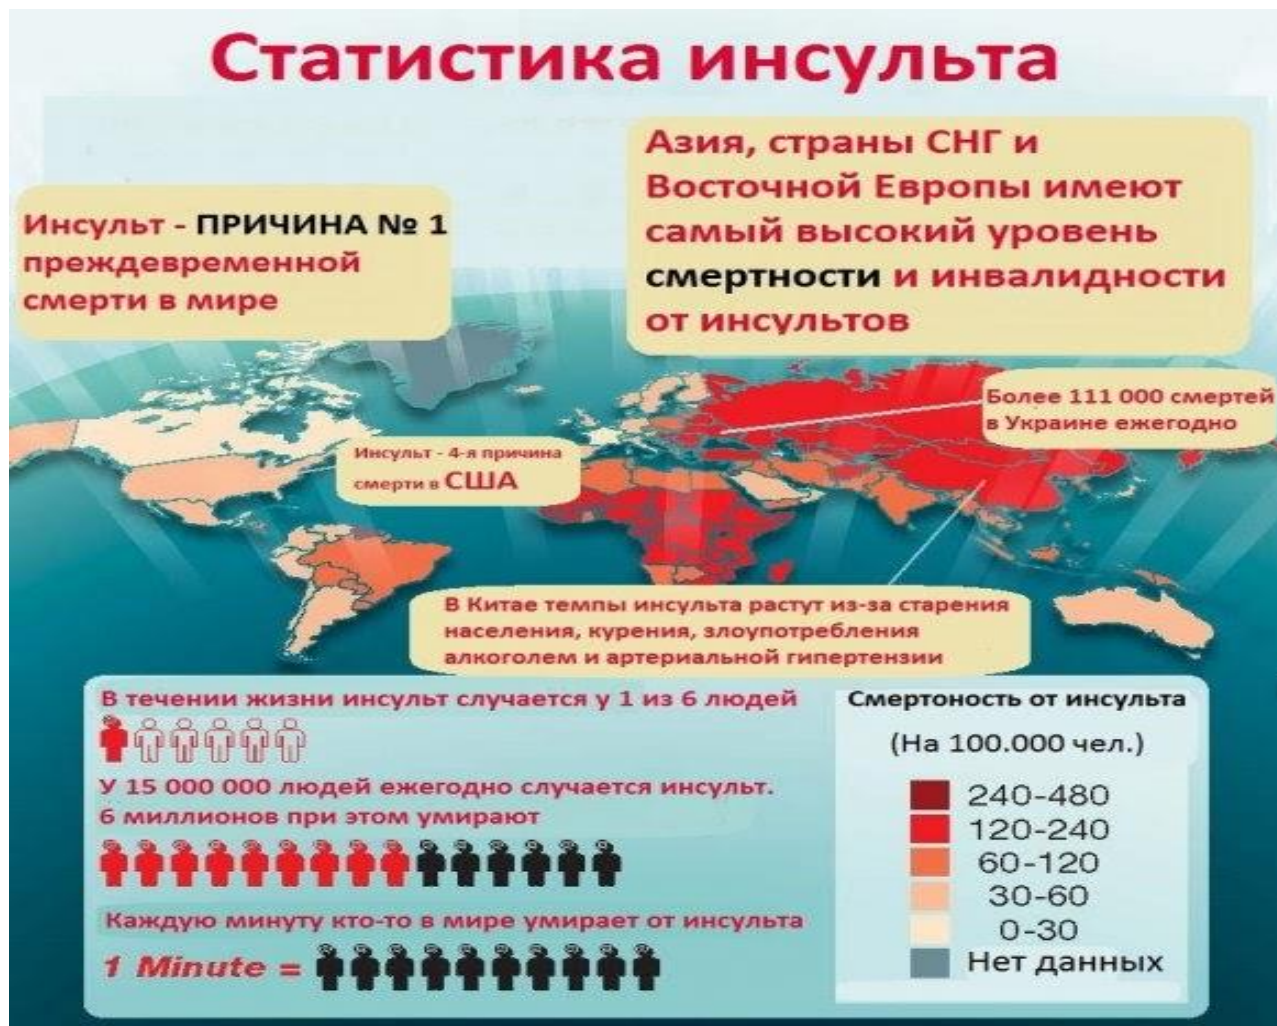 Статистика инсульта
Инсульт - ПРИЧИНА № 1
преждевременной
смерти в мире
Азия, страны СНГ и
Восточной Европы имеют
самый высокий уровень
смертности и инвалидности
от инсультов
Более 111 000 смертей
в Украине ежегодно
Инсульт - 4-я причина
смерти в США
В Китае темпы инсульта растут из-за старения
населения, курения, злоупотребления
алкоголем и артериальной гипертензии
В течении жизни инсульт случается у 1 из 6 людей
У 15 000 000 людей ежегодно случается инсульт.
6 миллионов при этом умирают
Каждую минуту кто-то в мире умирает от инсульта
1 Minute =
Смертоность от инсульта
(На 100.000 чел.)
240-480
120-240
60-120
30-60
0-30
Нет данных